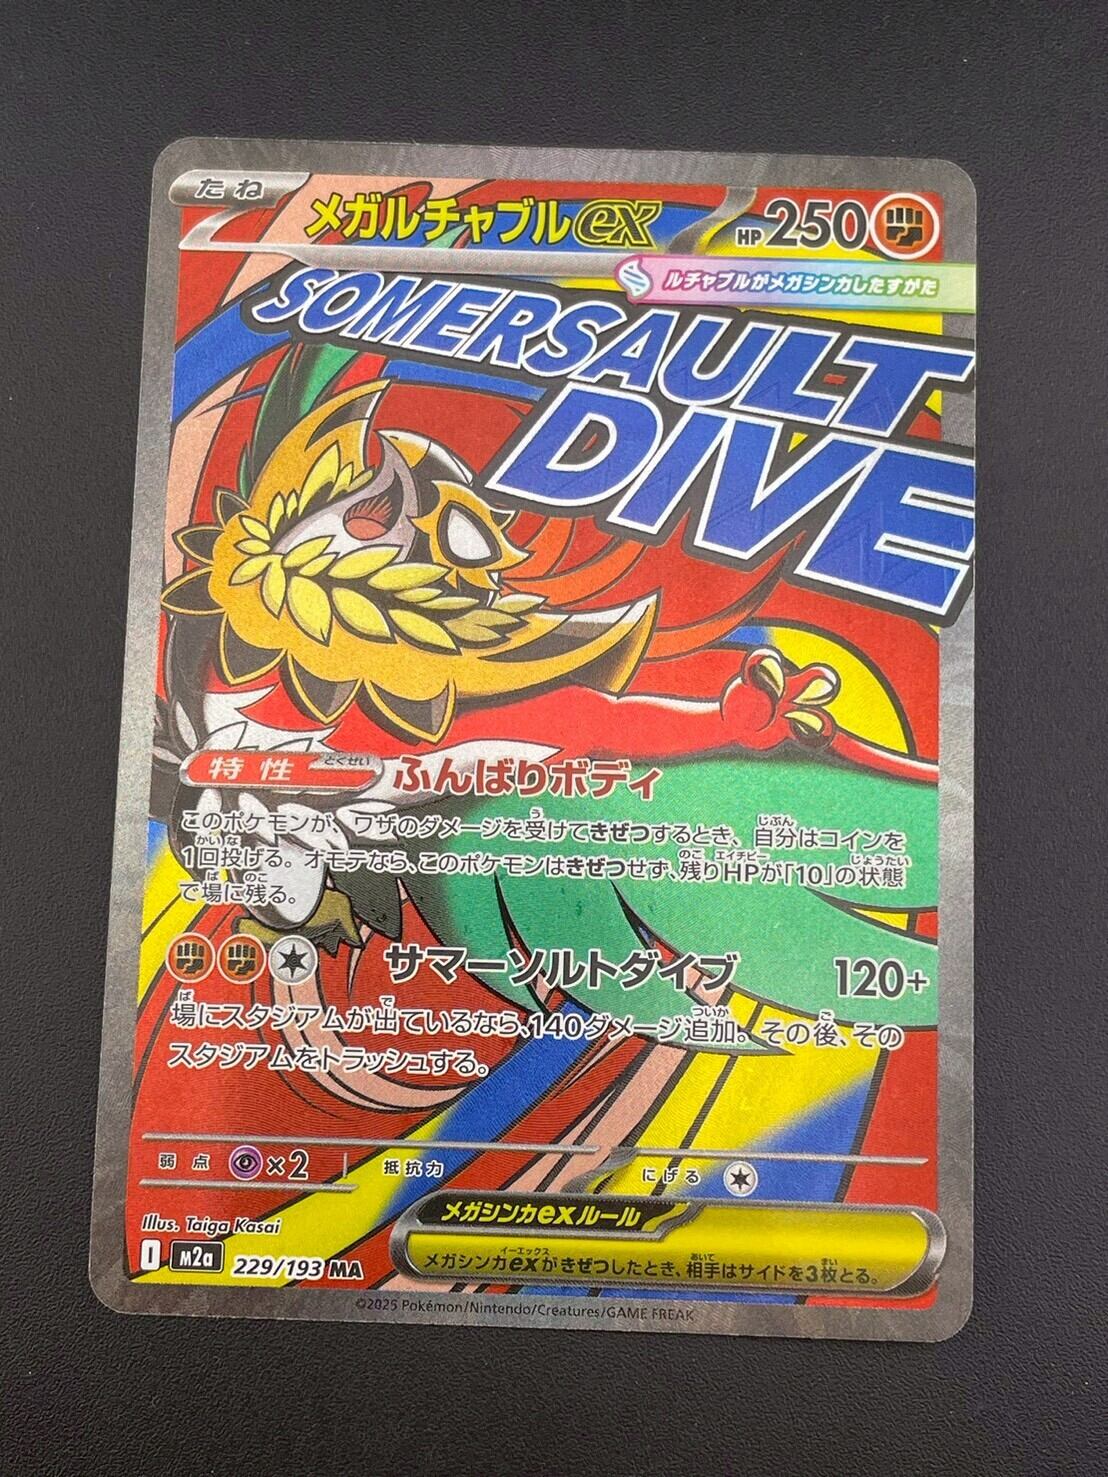 たね
メガルチャブルex
HP250
ルチャブルがメガシンカしたすがた
SOMERSAULT
DIVE
特性 とくせい ふんばりボディ
このポケモンが、ワザのダメージを受けてきぜつするとき、自分はコインを
1回投げる。オモテなら、このポケモンはきぜつせず、残りHPが「10」の状態
で場に残る。
サマーソルトダイブ 120+
場にスタジアムが出ているなら、140ダメージ追加。その後、その
スタジアムをトラッシュする。
弱点 ×2 抵抗力 にげる
Illus. Taiga Kasai
メガシンカexルール
I m2a 229/193 MA
メガシンカexがきぜつしたとき、相手はサイドを3枚とる。
©2025 Pokémon/Nintendo/Creatures/GAME FREAK